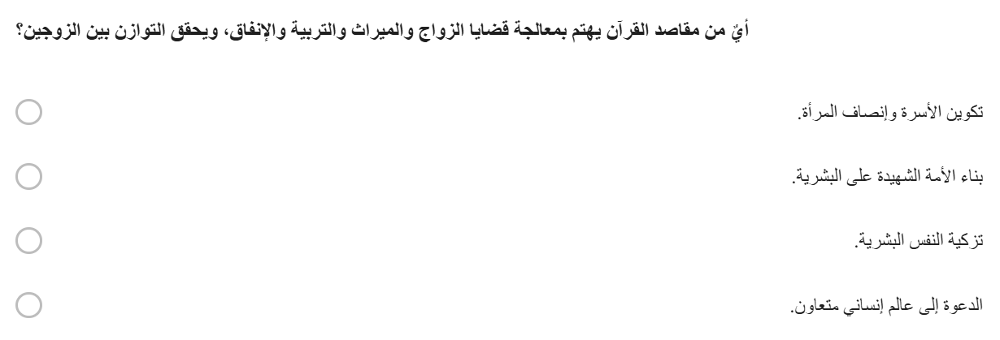 أيٌ من مقاصد القرآن يهتم بمعالجة قضايا الزواج والميراث والتربية والإنفاق، ويحقق التوازن بين الزوجين؟
تكوين الأسرة وإنصاف المرأة.
بناء الأمة الشهيدة على البشرية.
تزكية النفس البشرية.
الدعوة إلى عالم إنساني متعاون.